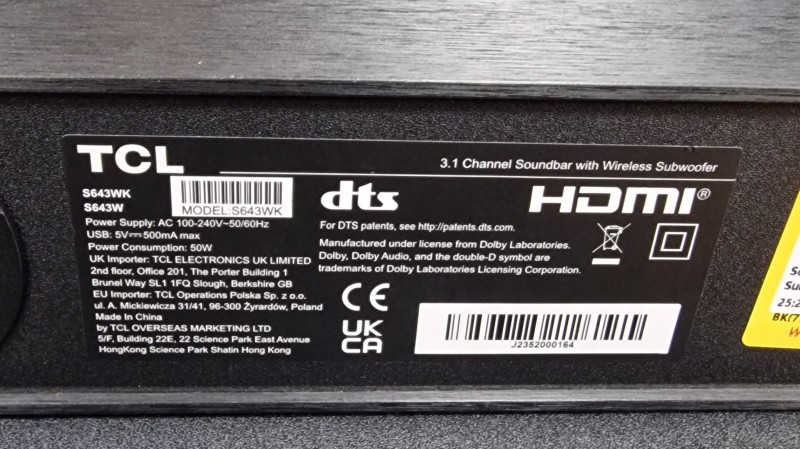 TCL
3.1 Channel Soundbar with Wireless Subwoofer
S643WK
S643W
MODEL:S643WK
Power Supply: AC 100-240V~50/60Hz
USB: 5V⎓500mA max
Power Consumption: 50W
UK Importer: TCL ELECTRONICS UK LIMITED
2nd floor, Office 201, The Porter Building 1
Brunel Way SL1 1FQ Slough, Berkshire GB
EU Importer: TCL Operations Polska Sp. z o.o.
ul. A. Mickiewicza 31/41, 96-300 Żyrardów, Poland
Made In China
by TCL OVERSEAS MARKETING LTD
5/F, Building 22E, 22 Science Park East Avenue
HongKong Science Park Shatin Hong Kong
dts
HDMI®
For DTS patents, see http://patents.dts.com.
Manufactured under license from Dolby Laboratories.
Dolby, Dolby Audio, and the double-D symbol are
trademarks of Dolby Laboratories Licensing Corporation.
CE
UK
CA
J2352000164
25:2
BK(7